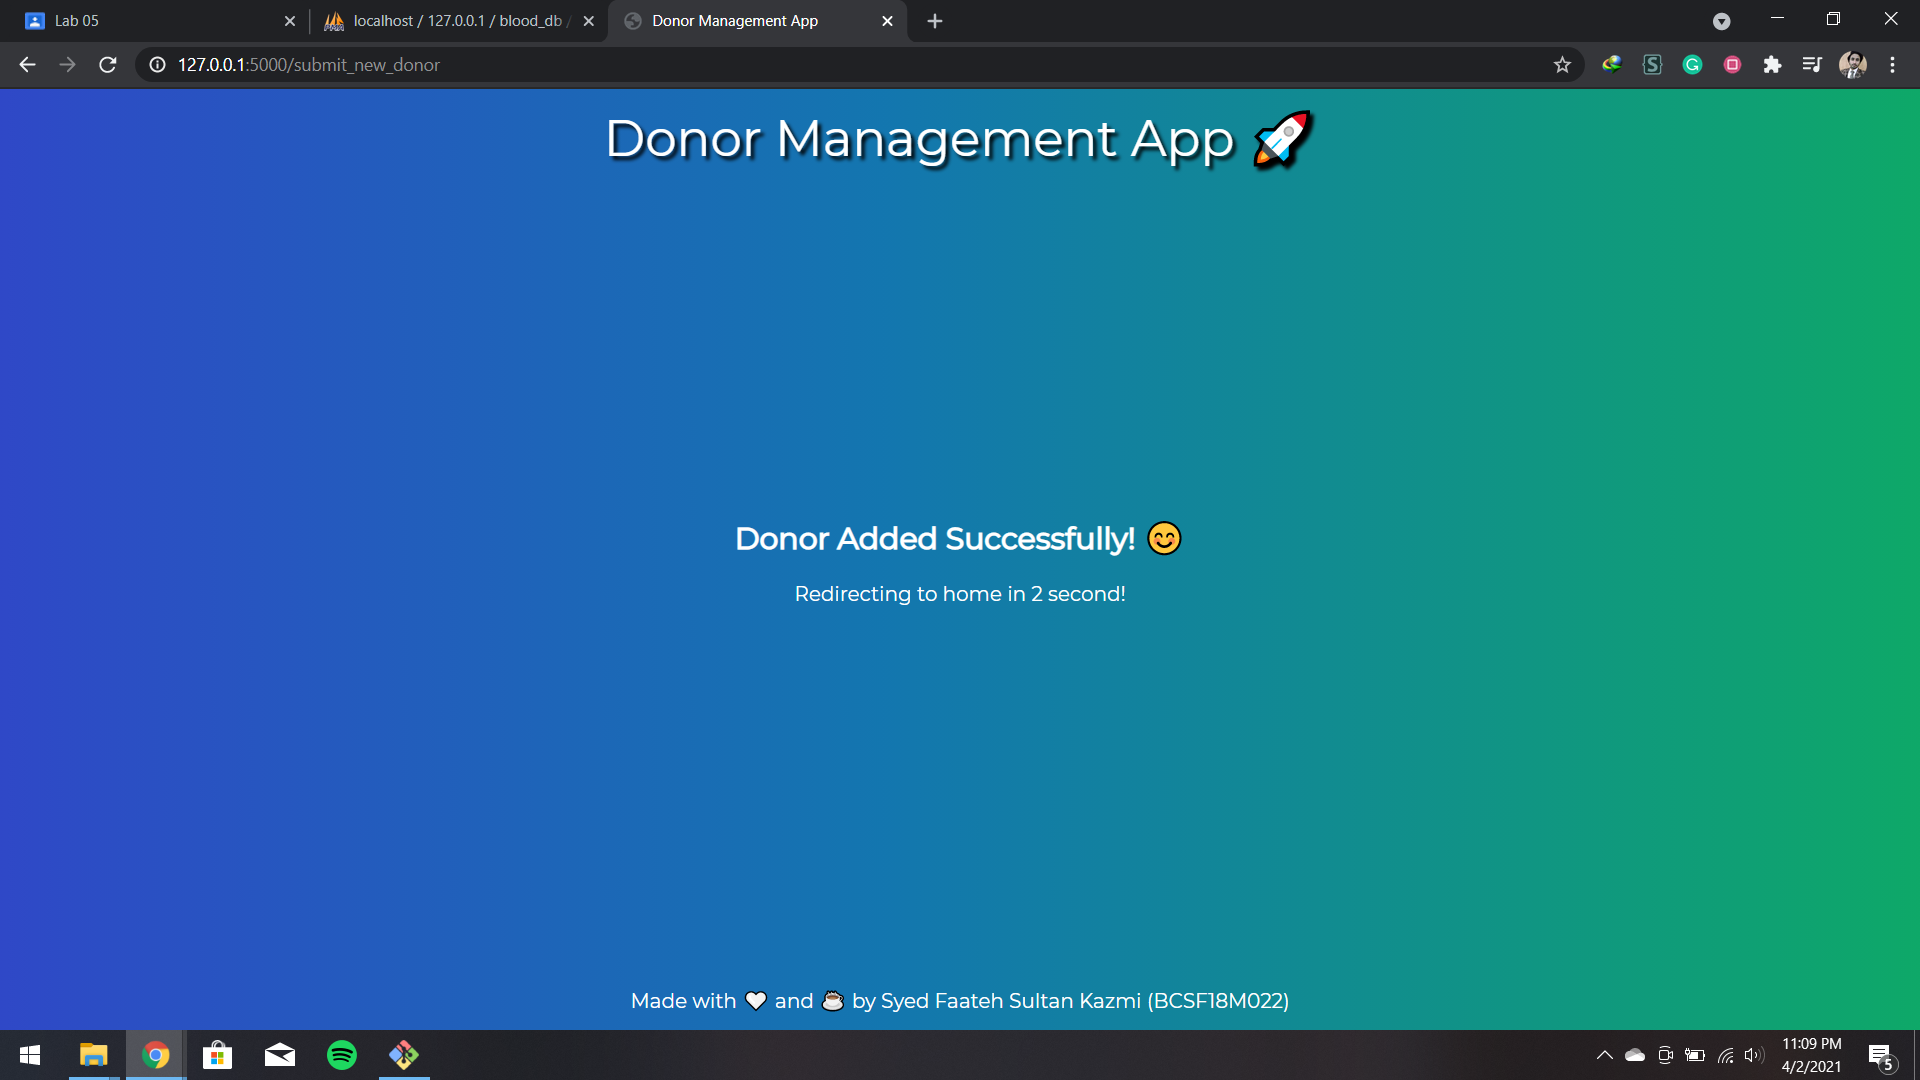 Lab 05
localhost / 127.0.0.1 / blood_db /
Donor Management App
127.0.0.1:5000/submit_new_donor
Donor Management App 🚀
Donor Added Successfully! 😊
Redirecting to home in 2 second!
Made with 🤍 and ☕ by Syed Faateh Sultan Kazmi (BCSF18M022)
11:09 PM
4/2/2021
5